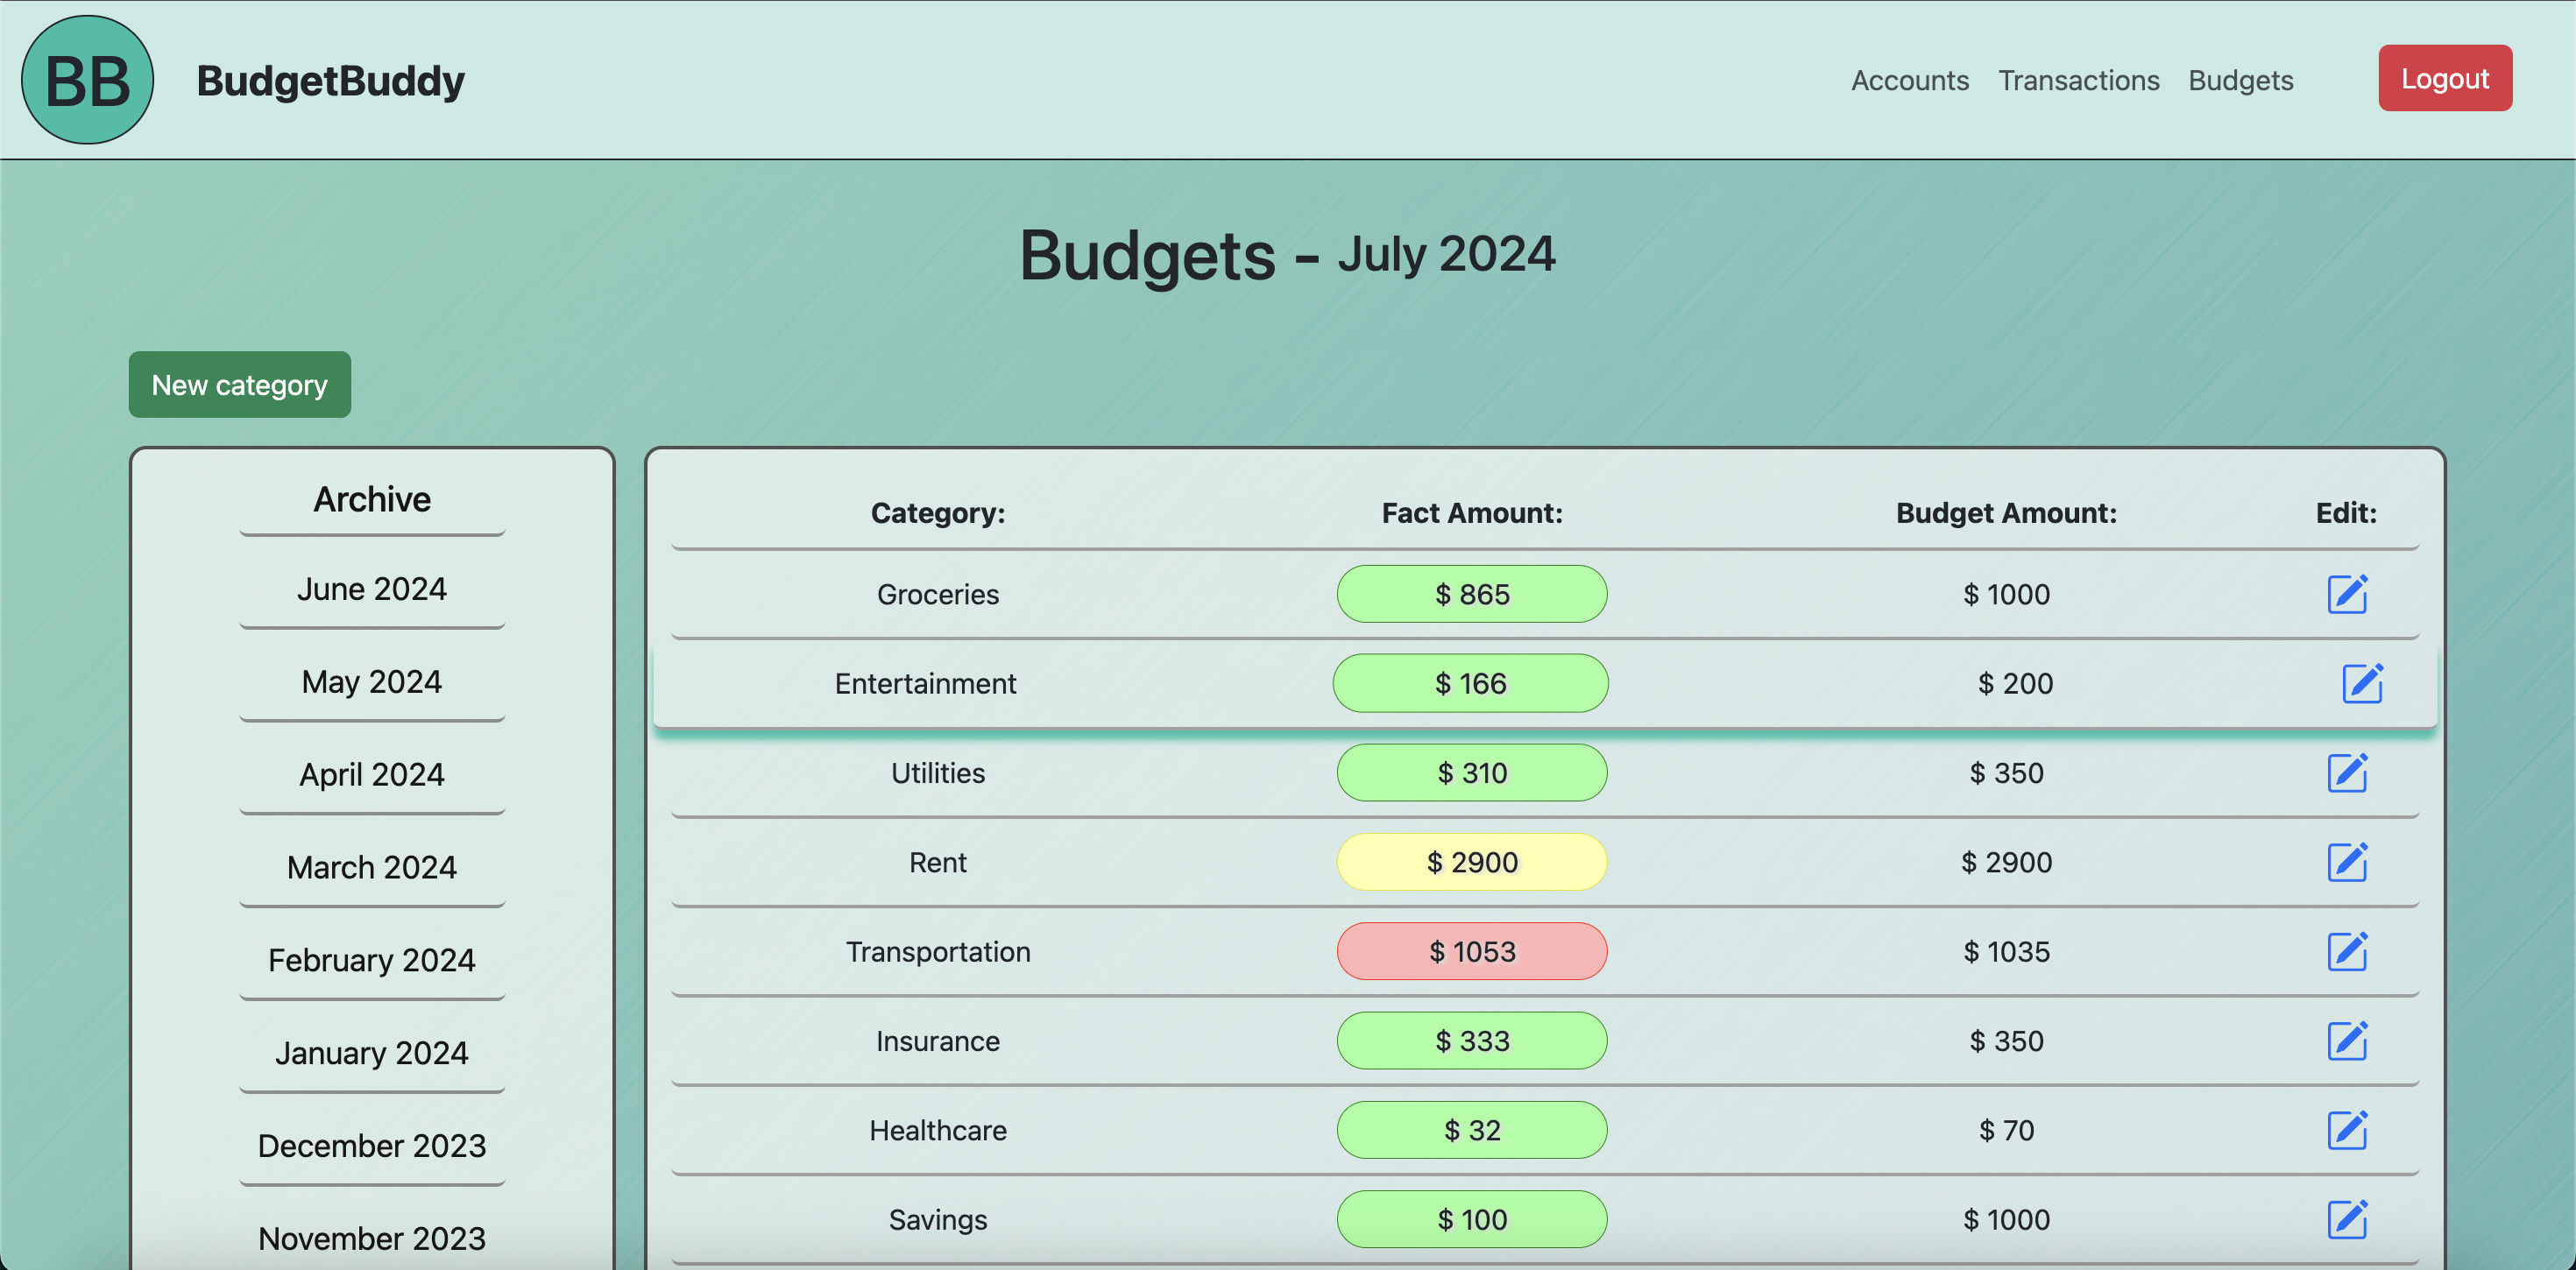 BB BudgetBuddy Accounts Transactions Budgets Logout
Budgets - July 2024
New category
Archive
June 2024
May 2024
April 2024
March 2024
February 2024
January 2024
December 2023
November 2023
Category: Fact Amount: Budget Amount: Edit:
Groceries $ 865 $ 1000
Entertainment $ 166 $ 200
Utilities $ 310 $ 350
Rent $ 2900 $ 2900
Transportation $ 1053 $ 1035
Insurance $ 333 $ 350
Healthcare $ 32 $ 70
Savings $ 100 $ 1000